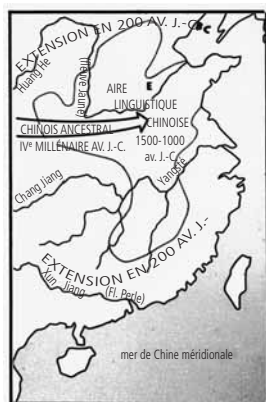 EXTENSION EN 200 AV. J.-C.
B C
Huang He
(fleuve Jaune)
E
AIRE
LINGUISTIQUE
CHINOISE
1500-1000
av. J.-C.
CHINOIS ANCESTRAL
IVe MILLÉNAIRE AV. J.-C.
Yangste
Chang Jiang
EXTENSION EN 200 AV. J.-
Xun Jiang
(Fl. Perle)
mer de Chine méridionale